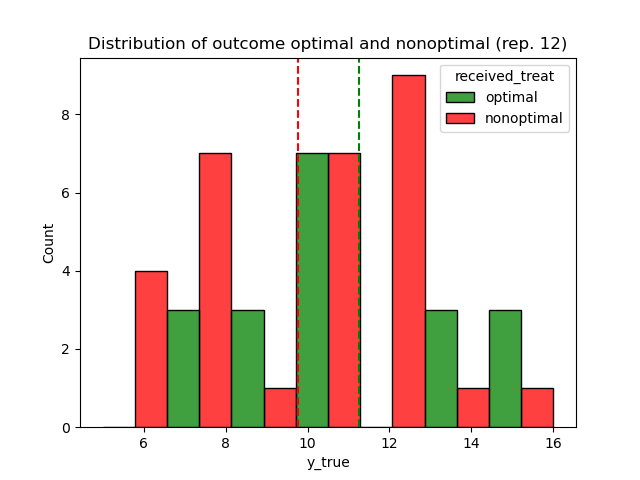 Distribution of outcome optimal and nonoptimal (rep. 12)
received_treat
optimal
nonoptimal
Count
8
6
4
2
0
6 8 10 12 14 16
y_true